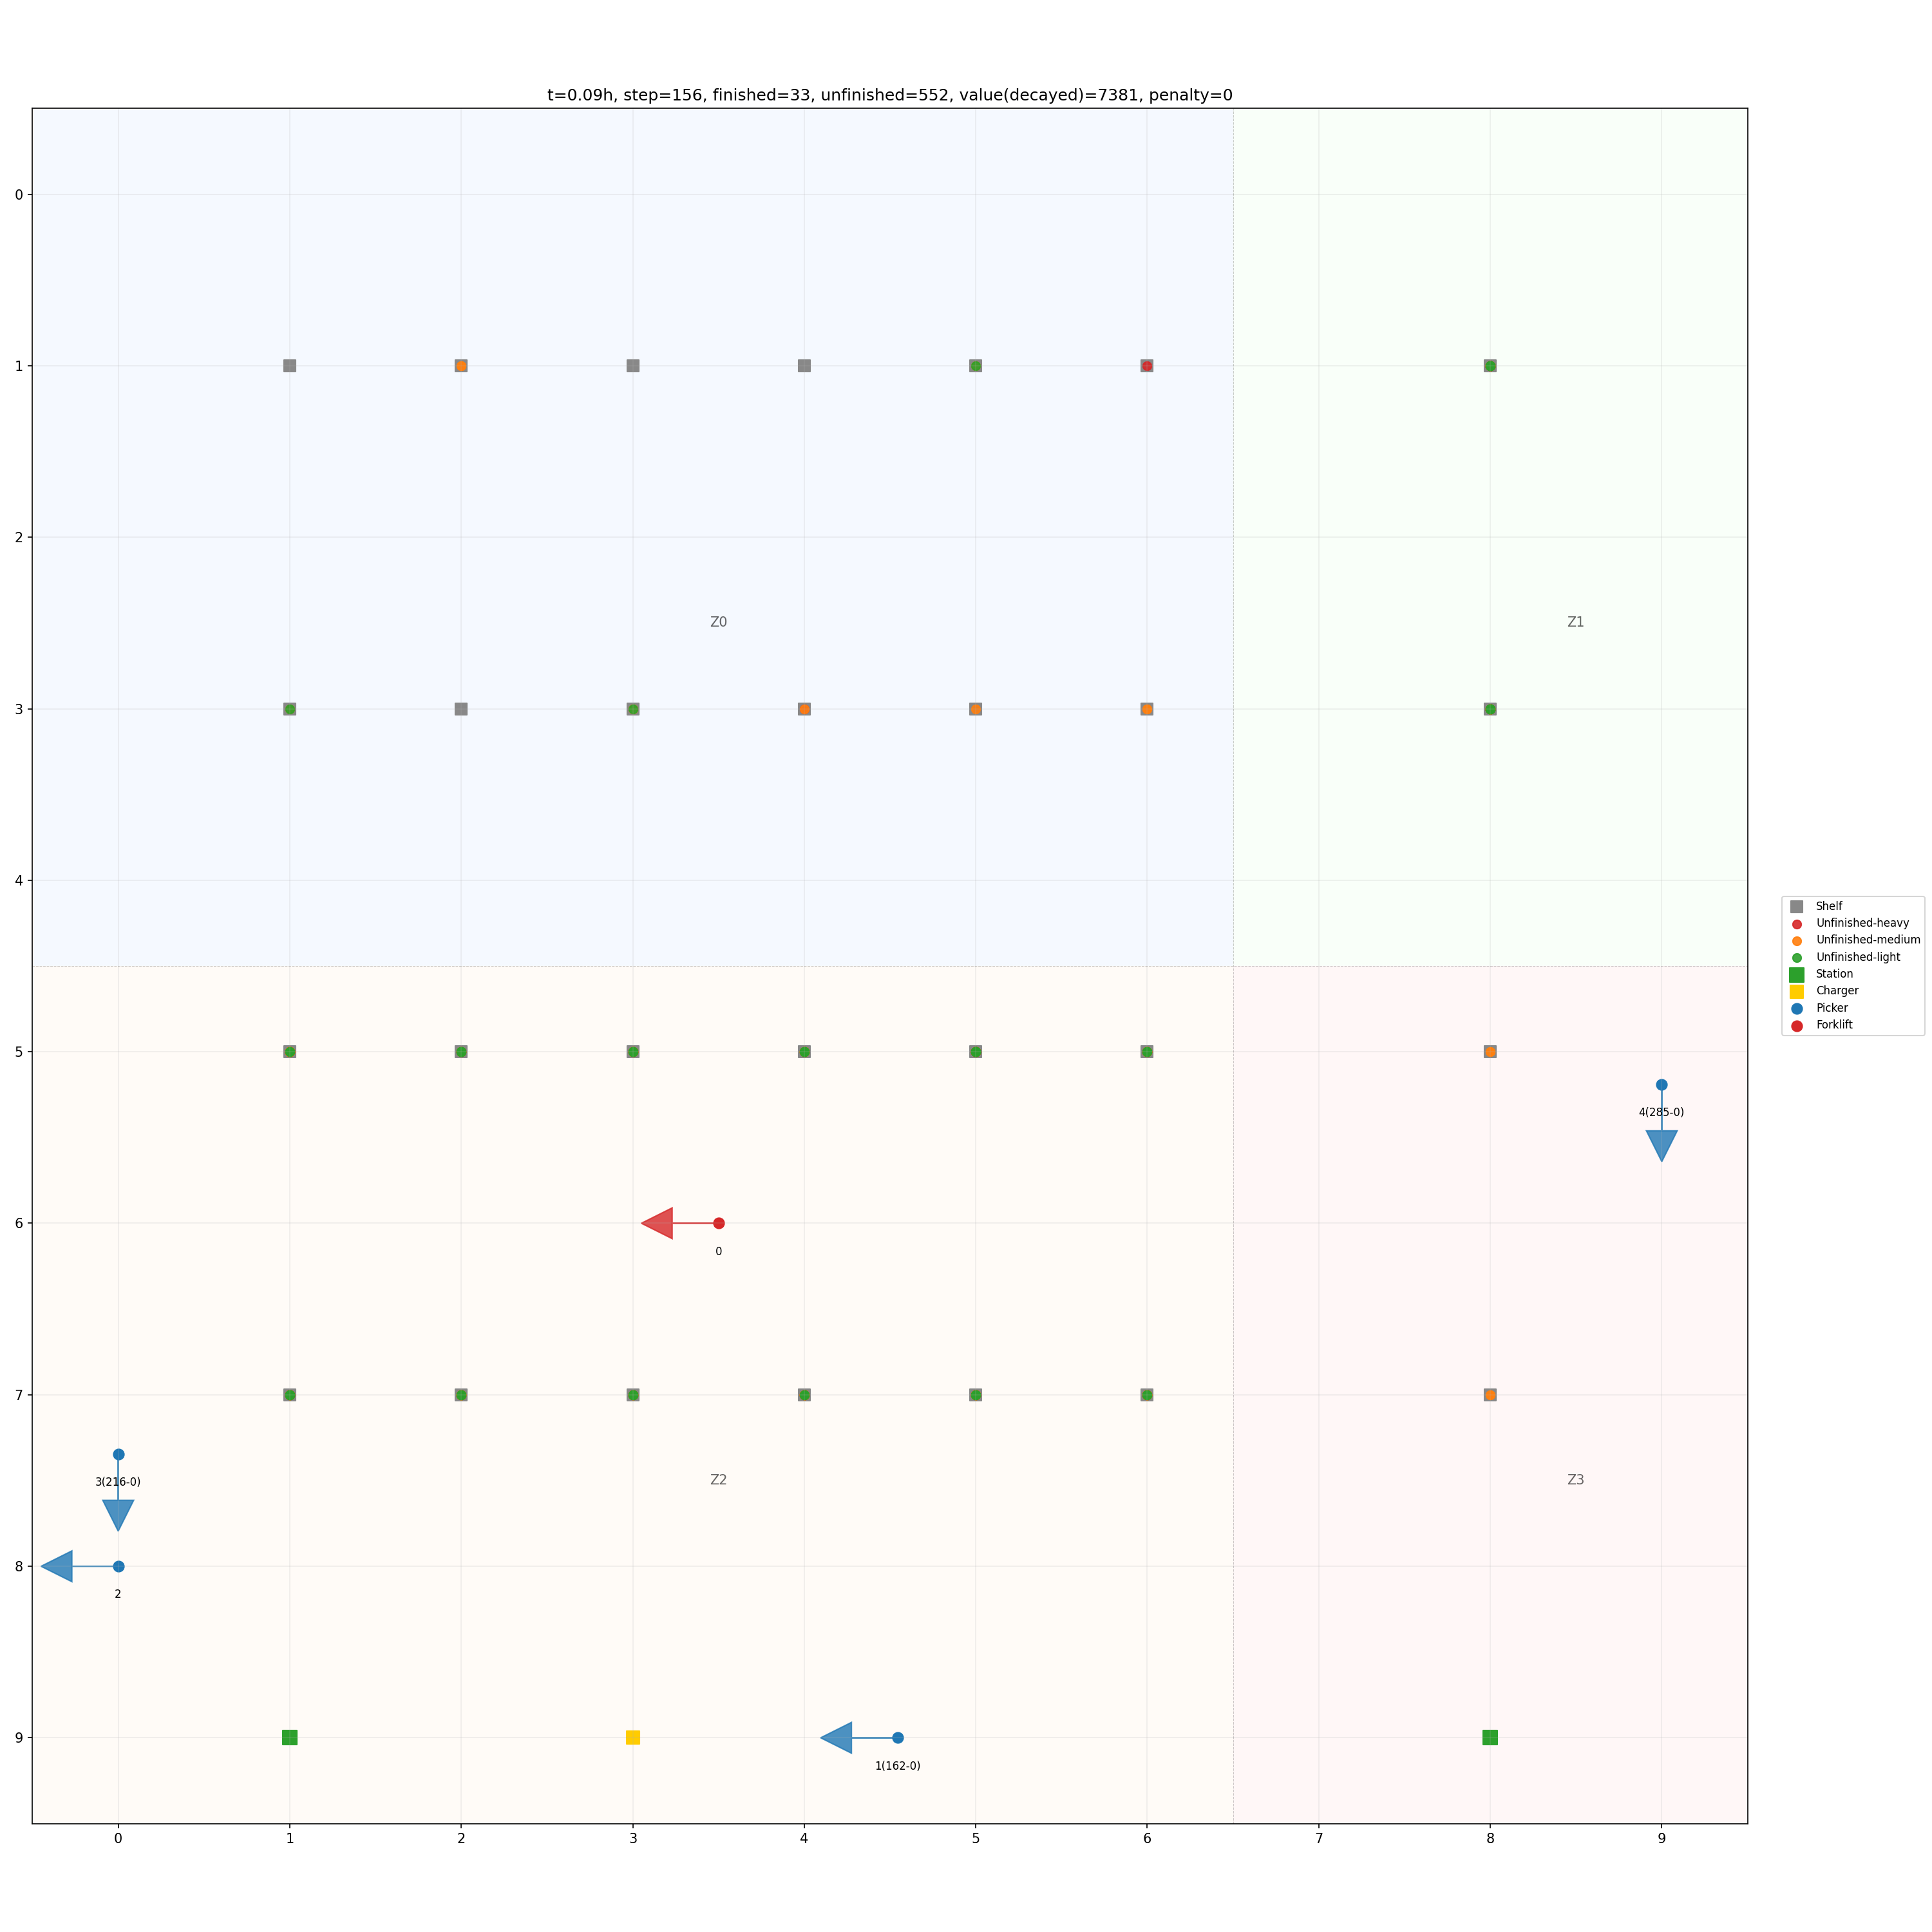 t=0.09h, step=156, finished=33, unfinished=552, value(decayed)=7381, penalty=0
0
1
2
Z0
Z1
3
4
Shelf
Unfinished-heavy
Unfinished-medium
Unfinished-light
Station
Charger
Picker
Forklift
5
4(285-0)
6
0
7
3(216-0)
Z2
Z3
8
2
9
1(162-0)
0 1 2 3 4 5 6 7 8 9